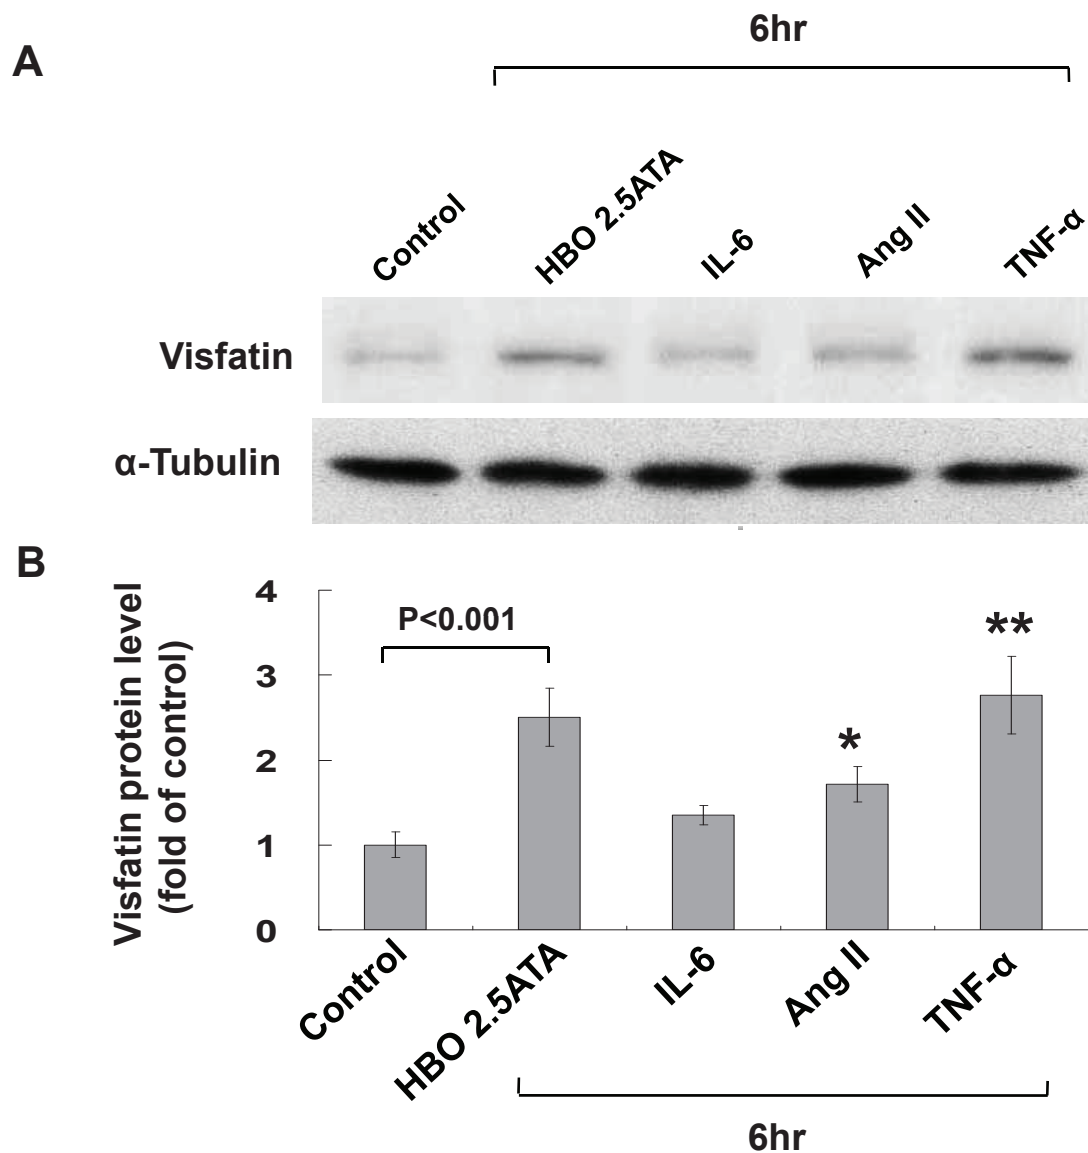 A
6hr
Control
HBO 2.5ATA
IL-6
Ang II
TNF-α
Visfatin
α-Tubulin
B
Visfatin protein level
(fold of control)
4
3
2
1
0
P<0.001
*
**
Control
HBO 2.5ATA
IL-6
Ang II
TNF-α
6hr